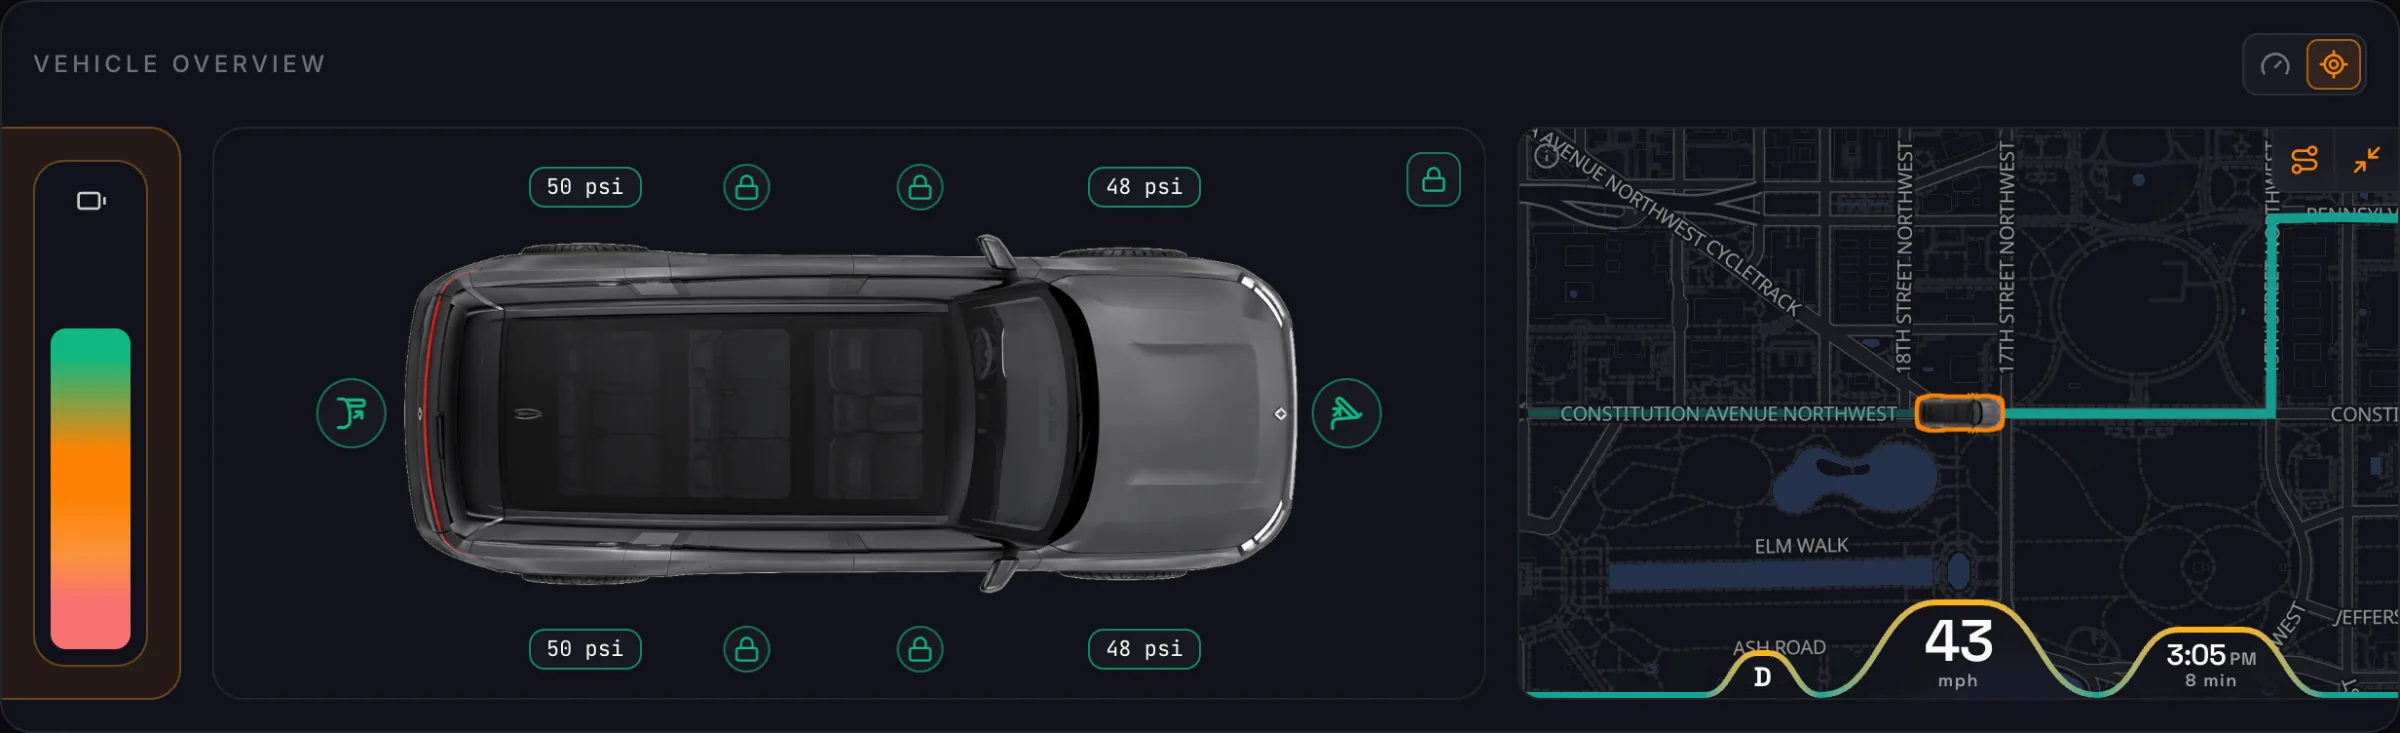 VEHICLE OVERVIEW
50 psi
48 psi
50 psi
48 psi
AVENUE NORTHWEST CYCLETRACK
18TH STREET NORTHWEST
17TH STREET NORTHWEST
CONSTITUTION AVENUE NORTHWEST
CONSTI
ELM WALK
ASH ROAD
WEST
D
43
mph
3:05 PM
8 min